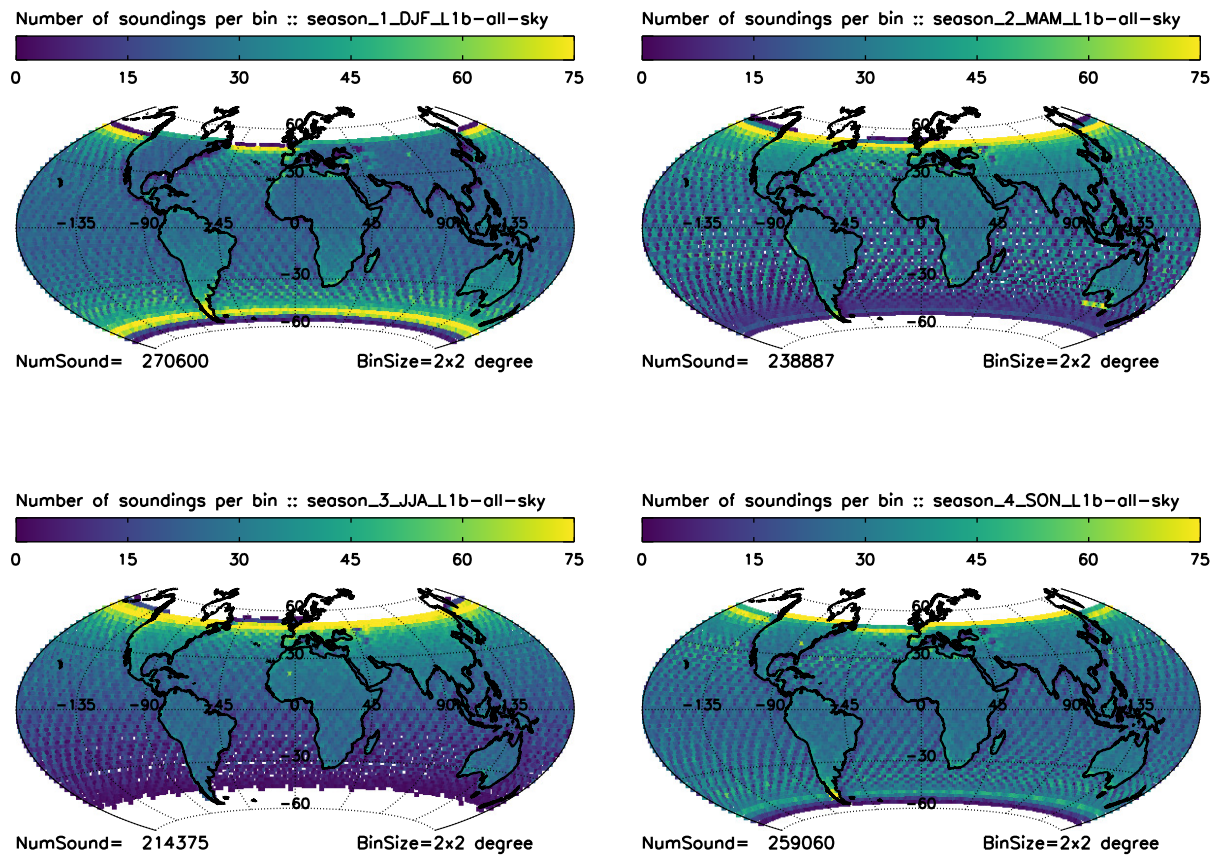 Number of soundings per bin :: season_1_DJF_L1b-all-sky
0 15 30 45 60 75
60
30
-135 -90 -45 0 45 90 135
-30
-60
NumSound= 270600 BinSize=2x2 degree
Number of soundings per bin :: season_2_MAM_L1b-all-sky
0 15 30 45 60 75
60
30
-135 -90 -45 0 45 90 135
-30
-60
NumSound= 238887 BinSize=2x2 degree
Number of soundings per bin :: season_3_JJA_L1b-all-sky
0 15 30 45 60 75
60
30
-135 -90 -45 0 45 90 135
-30
-60
NumSound= 214375 BinSize=2x2 degree
Number of soundings per bin :: season_4_SON_L1b-all-sky
0 15 30 45 60 75
60
30
-135 -90 -45 0 45 90 135
-30
-60
NumSound= 259060 BinSize=2x2 degree